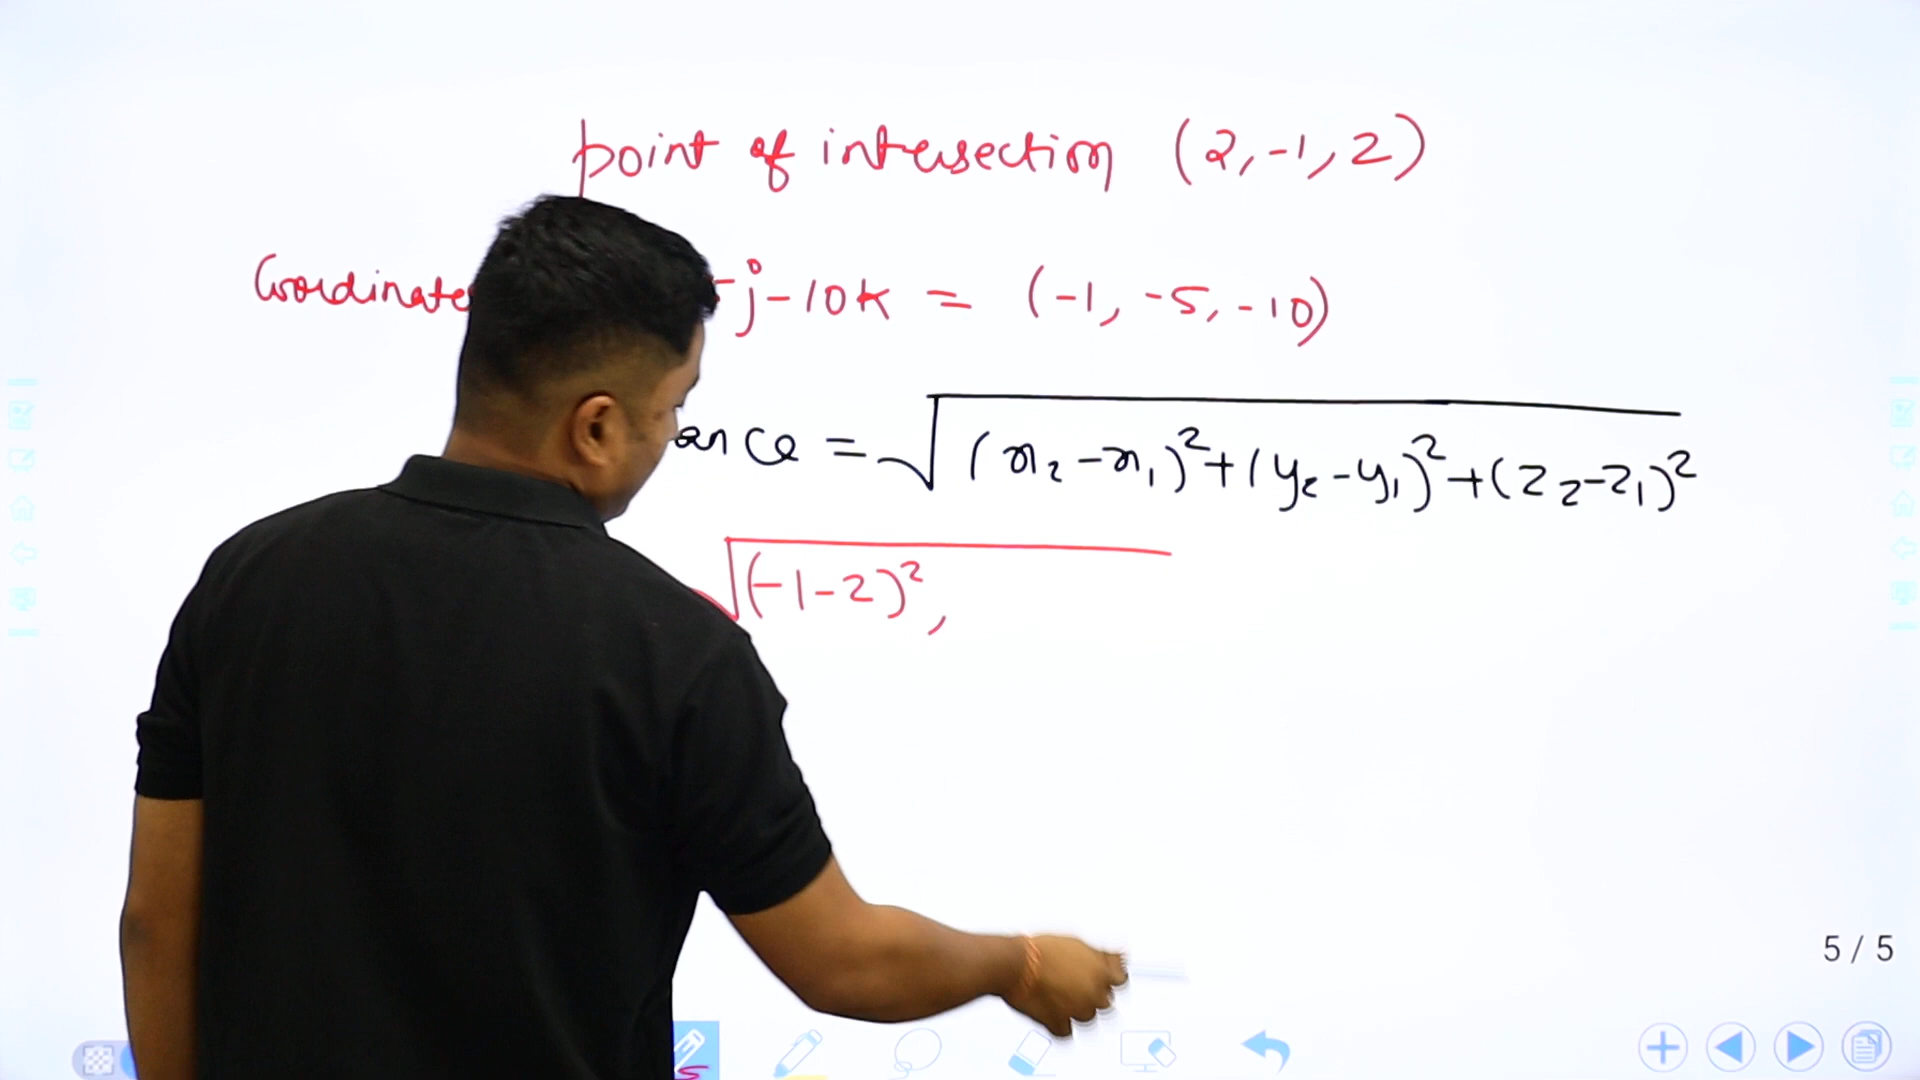 point of intersection (2,-1,2)
Coordinate j-10k = (-1, -5, -10)
ance = √(x₂-x₁)²+(y₂-y₁)²+(z₂-z₁)²
√(-1-2)²,
5 / 5